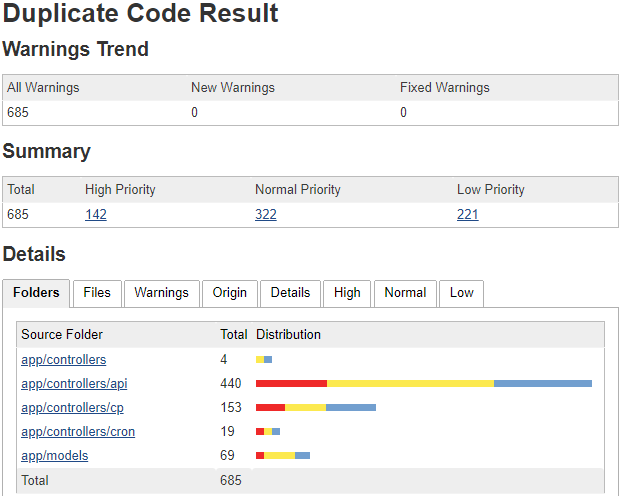 Duplicate Code Result
Warnings Trend
All Warnings New Warnings Fixed Warnings
685 0 0
Summary
Total High Priority Normal Priority Low Priority
685 142 322 221
Details
Folders Files Warnings Origin Details High Normal Low
Source Folder Total Distribution
app/controllers 4
app/controllers/api 440
app/controllers/cp 153
app/controllers/cron 19
app/models 69
Total 685